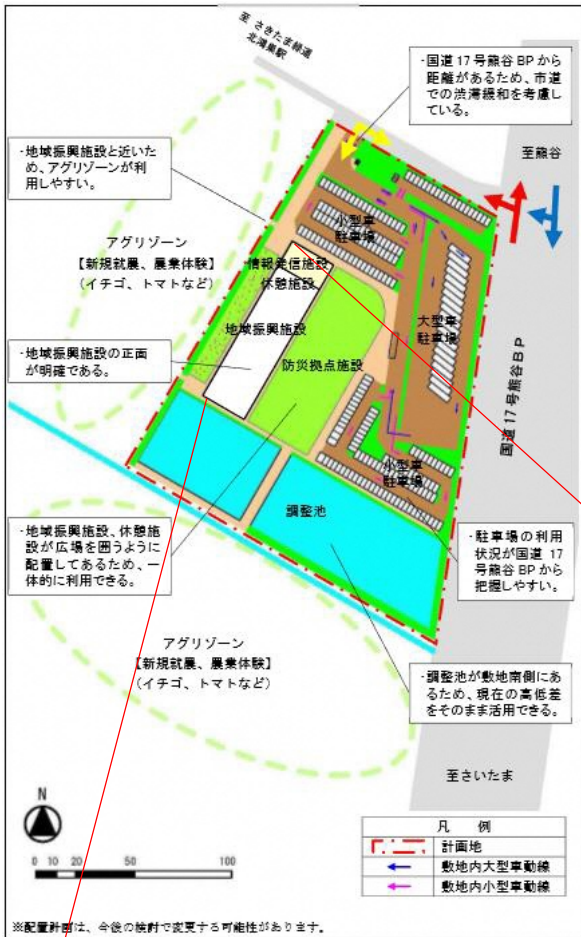 至 さきたま緑道
北鴻巣駅
・国道17号熊谷BPから
距離があるため、市道
での渋滞緩和を考慮し
ている。
至熊谷
・地域振興施設と近いた
め、アグリゾーンが利
用しやすい。
小型車
駐車場
アグリゾーン
【新規就農、農業体験】
（イチゴ、トマトなど）
情報発信施設
休憩施設
大型車
駐車場
地域振興施設
・地域振興施設の正面
が明確である。
防災拠点施設
国道17号熊谷BP
小型車
駐車場
調整池
・地域振興施設、休憩施
設が広場を囲うように
配置してあるため、一
体的に利用できる。
・駐車場の利用
状況が国道 17
号熊谷BPから
把握しやすい。
アグリゾーン
【新規就農、農業体験】
（イチゴ、トマトなど）
・調整池が敷地南側にあ
るため、現在の高低差
をそのまま活用できる。
至さいたま
N
0 10 20 50 100
凡 例
計画地
敷地内大型車動線
敷地内小型車動線
※配置計画は、今後の検討で変更する可能性があります。